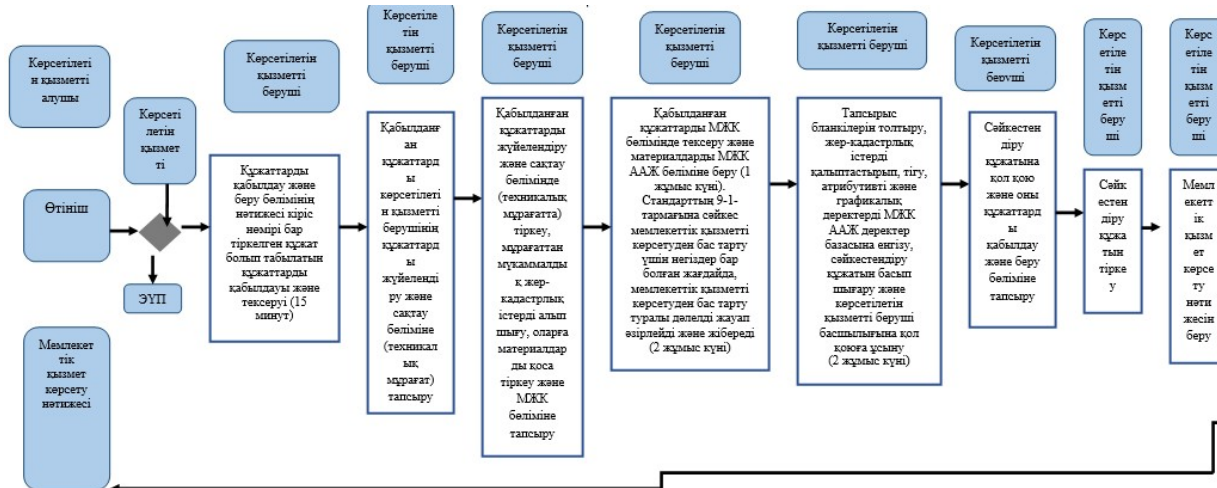 Көрсетілеті
н қызметті
алушы
Өтініш
Мемлекет
тік қызмет
көрсету
нәтижесі
Көрсеті
летін
қызмет
ті
ЭҮП
Көрсетілетін
қызметті
беруші
Құжаттарды
қабылдау және
беру бөлімінің
нәтижесі кіріс
немірі бар
тіркелген құжат
болып табылатын
құжаттарды
қабылдауы және
тексеруі (15
минут)
Көрсетіле
тін
қызметті
беруші
Қабылданғ
ан
құжаттард
ы
көрсетілеті
н қызметті
берушінің
құжаттард
ы
жүйеленді
ру және
сақтау
бөліміне
(техникал
ық
мұрағат)
тапсыру
Көрсетілетін
қызметті
беруші
Қабылданған
құжаттарды
жүйелендіру
және сақтау
бөлімінде
(техникалық
мұрағатта)
тіркеу,
мұрағаттан
мүкаммалды
қ жер-
кадастрлық
істерді алып
шығу, оларға
материалдар
ды қоса
тіркеу және
МЖК
бөліміне
тапсыру
Көрсетілетін
қызметті
беруші
Қабылданған
құжаттарды МЖК
бөлімінде тексеру және
материалдарды МЖК
ААЖ бөліміне беру (1
жұмыс күні).
Стандарттың 9-1-
тармағына сәйкес
мемлекеттік қызметті
көрсетуден бас тарту
үшін негіздер бар
болған жағдайда,
мемлекеттік қызметті
көрсетуден бас тарту
туралы дәлелді жауап
әзірлейді және жібереді
(2 жұмыс күні)
Көрсетілетін
қызметті беруші
Тапсырыс
бланкілерін толтыру,
жер-кадастрлық
істерді
қалыптастырып, тігу,
атрибутивті және
графикалық
деректерді МЖК
ААЖ деректер
базасына енгізу,
сәйкестендіру
құжатын басып
шығару және
көрсетілетін
қызметті беруші
басшылығына қол
қоюға ұсыну
(2 жұмыс күні)
Көрсетілетін
қызметті
беруші
Сәйкестен
діру
құжатына
қол қою
және оны
құжаттард
ы
қабылдау
және беру
бөліміне
тапсыру
Көрс
етіле
тін
қызм
етті
беру
ші
Сәйк
естен
діру
құжа
тын
тірке
у
Көрс
етіле
тін
қызм
етті
беру
ші
Мемл
екетт
ік
қызм
ет
көрсе
ту
нәти
жесін
беру